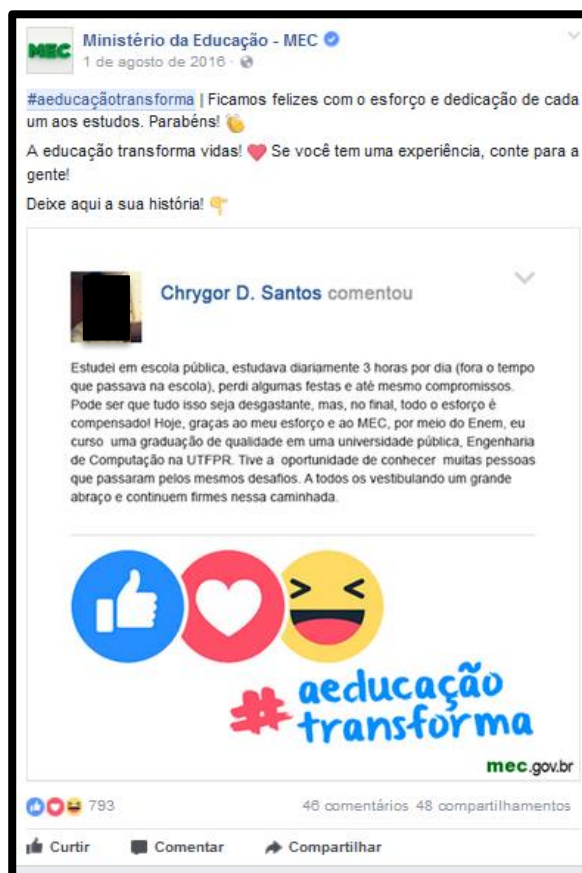 MEC
Ministério da Educação - MEC
1 de agosto de 2016 ·
#aeducaçãotransforma | Ficamos felizes com o esforço e dedicação de cada
um aos estudos. Parabéns! 👏
A educação transforma vidas! ❤ Se você tem uma experiência, conte para a
gente!
Deixe aqui a sua história! 👇
Chrygor D. Santos comentou
Estudei em escola pública, estudava diariamente 3 horas por dia (fora o tempo
que passava na escola), perdi algumas festas e até mesmo compromissos.
Pode ser que tudo isso seja desgastante, mas, no final, todo o esforço é
compensado! Hoje, graças ao meu esforço e ao MEC, por meio do Enem, eu
curso uma graduação de qualidade em uma universidade pública, Engenharia
de Computação na UTFPR. Tive a oportunidade de conhecer muitas pessoas
que passaram pelos mesmos desafios. A todos os vestibulando um grande
abraço e continuem firmes nessa caminhada.
#aeducação
transforma
mec.gov.br
793 46 comentários 48 compartilhamentos
Curtir Comentar Compartilhar